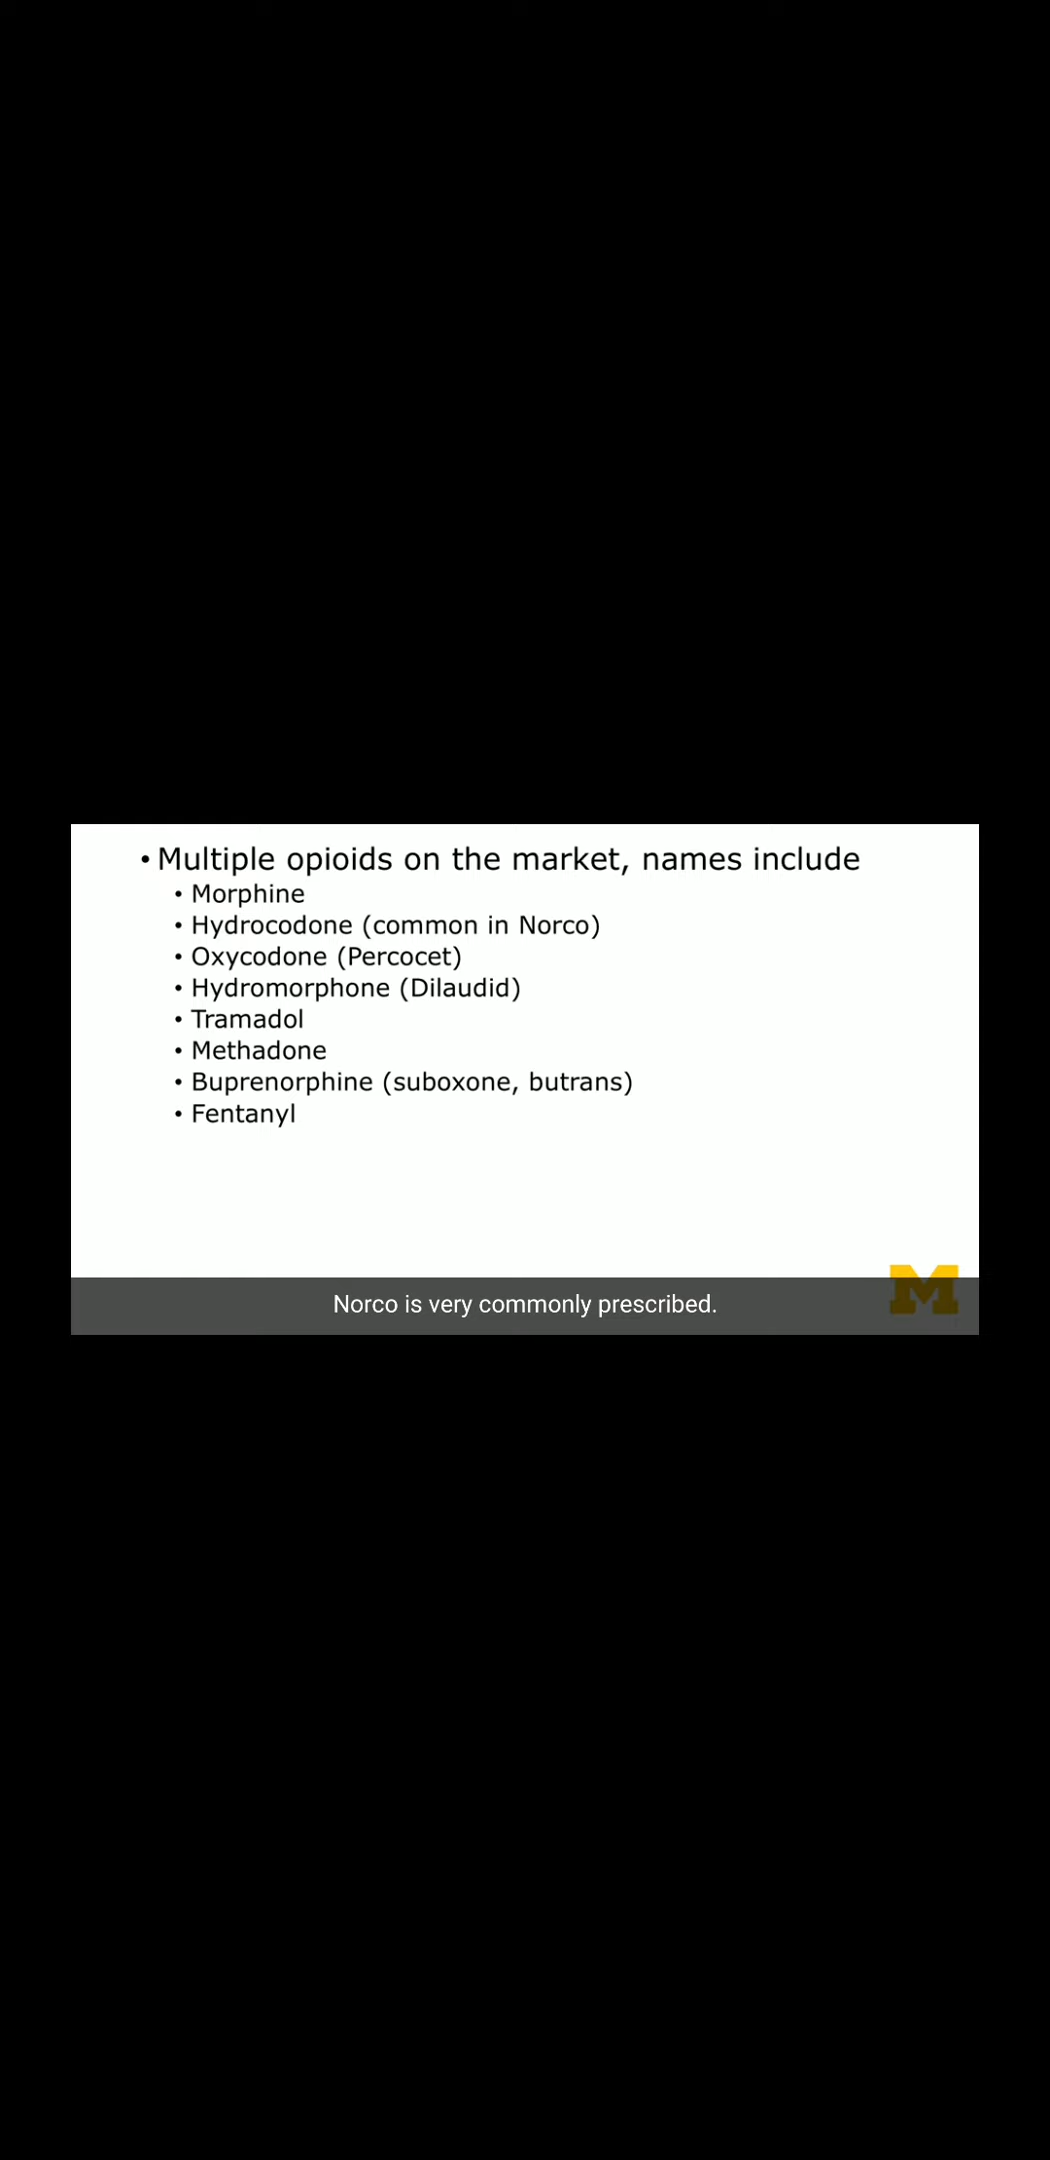 • Multiple opioids on the market, names include
• Morphine
• Hydrocodone (common in Norco)
• Oxycodone (Percocet)
• Hydromorphone (Dilaudid)
• Tramadol
• Methadone
• Buprenorphine (suboxone, butrans)
• Fentanyl
M
Norco is very commonly prescribed.